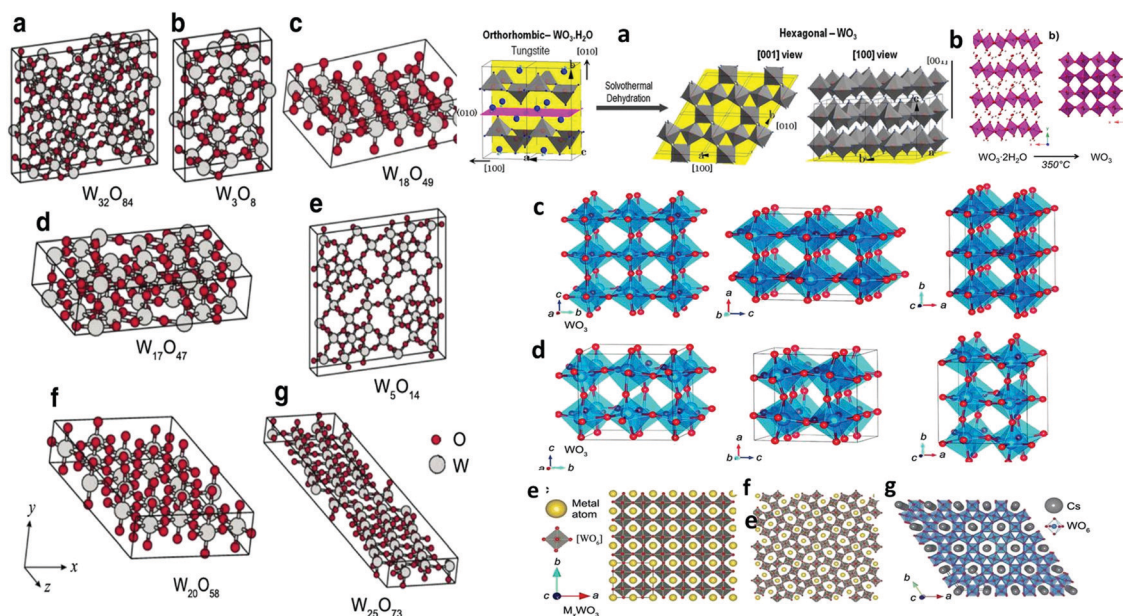 a
b
c
W32O84
W3O8
W18O49
d
e
W17O47
W5O14
f
g
O
W
y
x
z
W20O58
W25O73
Orthorhombic– WO3.H2O
Tungstite
[010]
b
(010)
c
a
[100]
Solvothermal
Dehydration
a
Hexagonal – WO3
[001] view
[100] view
b
[010]
[100]
b
b)
WO3·2H2O
350°C
WO3
c
c
a b
WO3
a
b c
b
c a
d
c
a b
WO3
a
b c
b
c a
e
Metal
atom
[WO6]
b
c a
MxWO3
f
e
g
Cs
WO6
b
c a